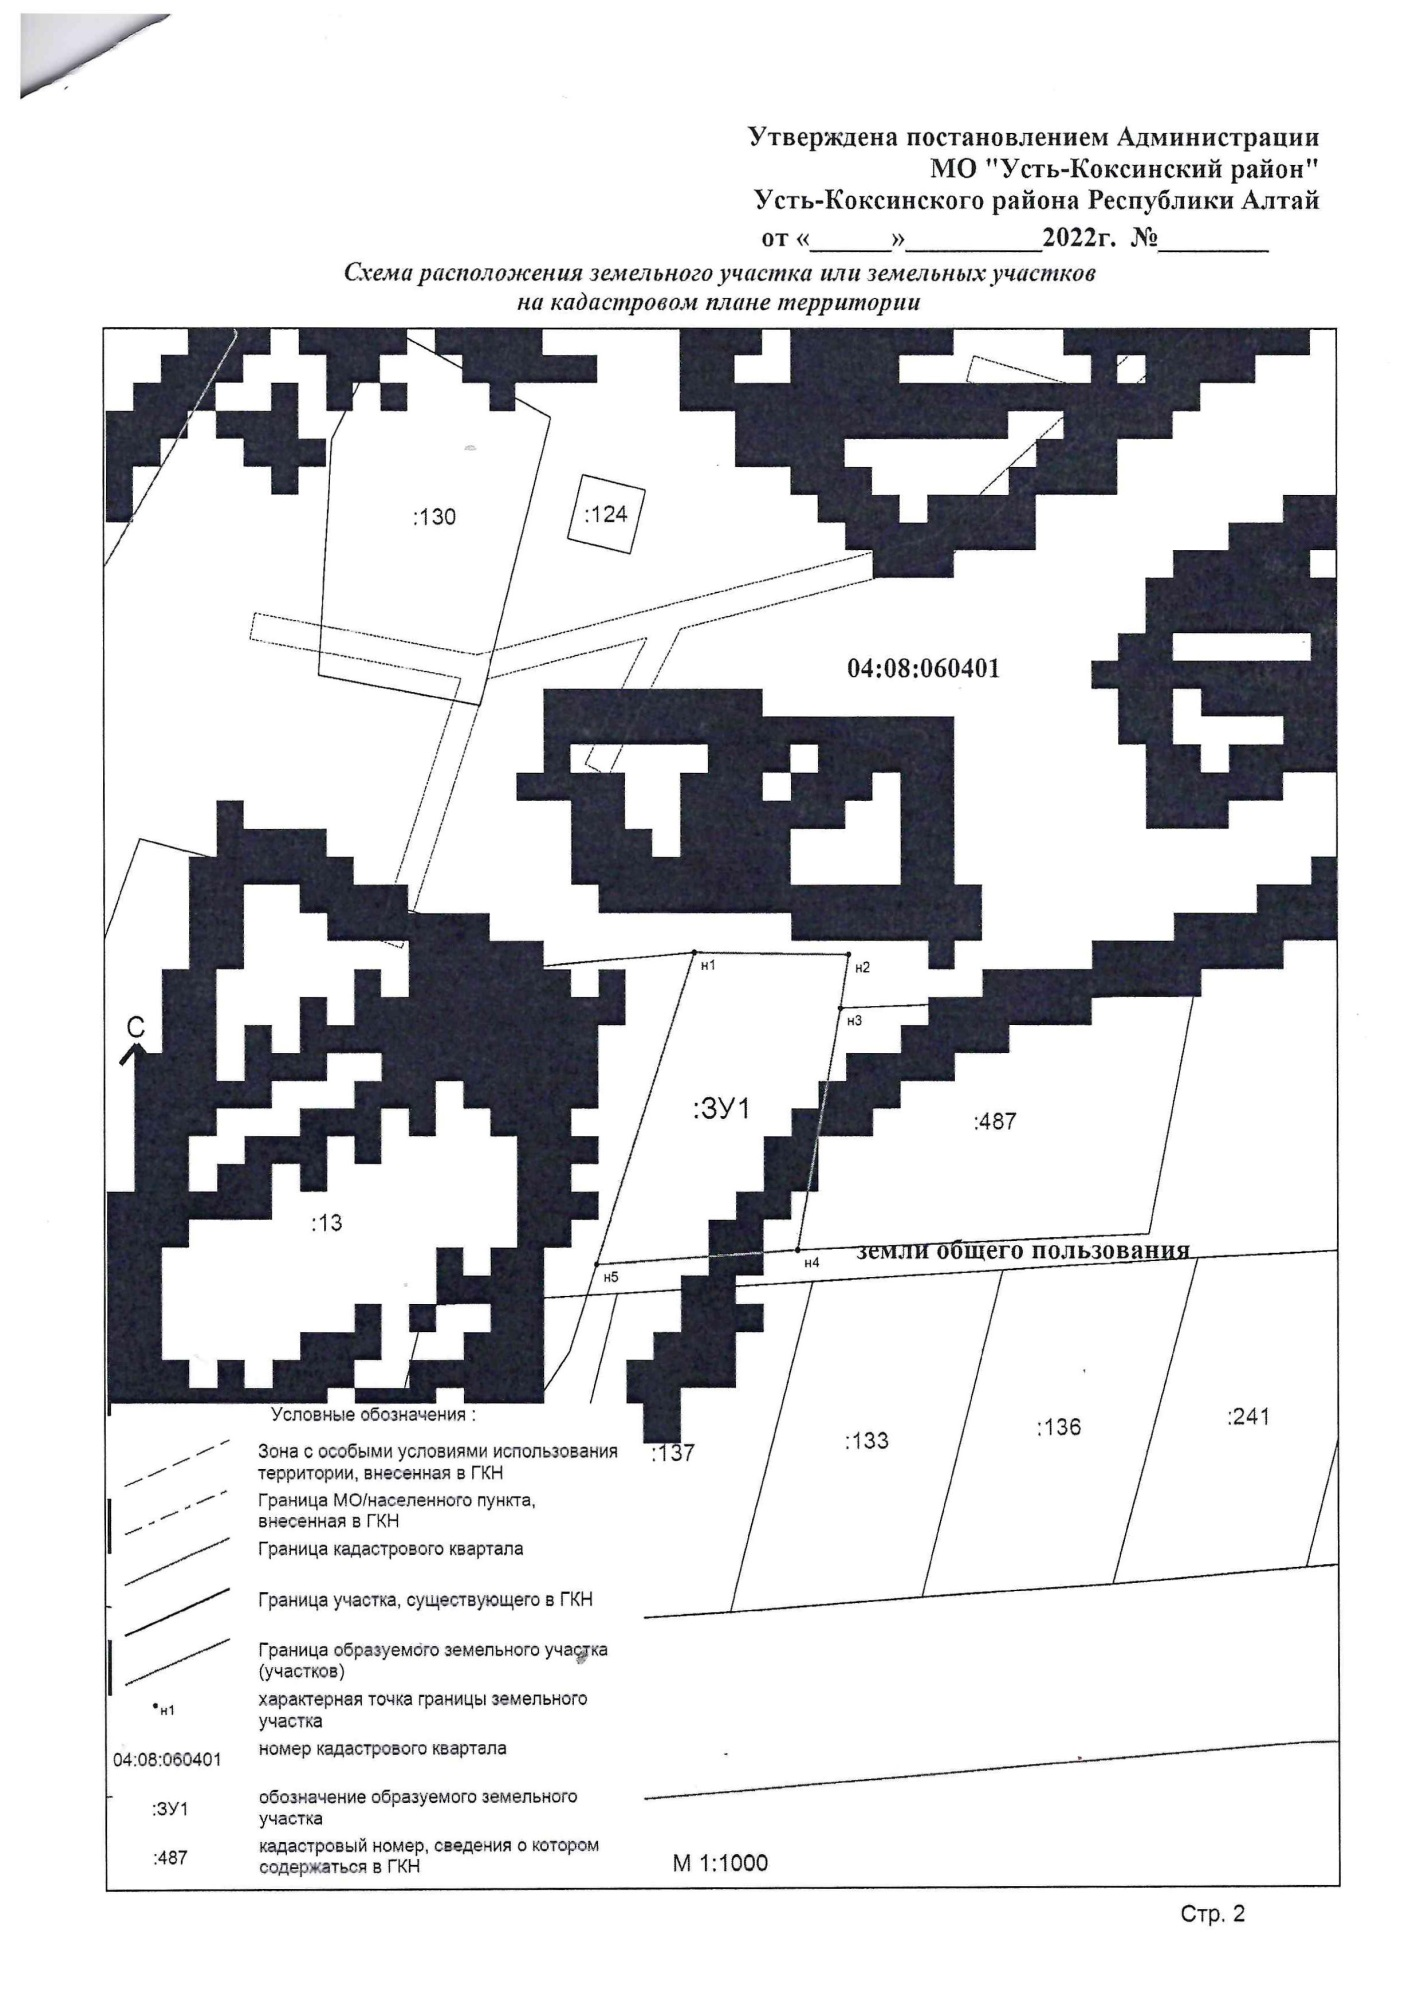 Утверждена постановлением Администрации
МО "Усть-Коксинский район"
Усть-Коксинского района Республики Алтай
от «______»__________2022г. №________
Схема расположения земельного участка или земельных участков
на кадастровом плане территории
:130
:124
04:08:060401
н1
н2
н3
С
:ЗУ1
:487
:13
земли общего пользования
н4
н5
:241
:136
:133
:137
Условные обозначения :
Зона с особыми условиями использования
территории, внесенная в ГКН
Граница МО/населенного пункта,
внесенная в ГКН
Граница кадастрового квартала
Граница участка, существующего в ГКН
Граница образуемого земельного участка
(участков)
н1
характерная точка границы земельного
участка
04:08:060401
номер кадастрового квартала
:ЗУ1
обозначение образуемого земельного
участка
:487
кадастровый номер, сведения о котором
содержаться в ГКН
М 1:1000
Стр. 2